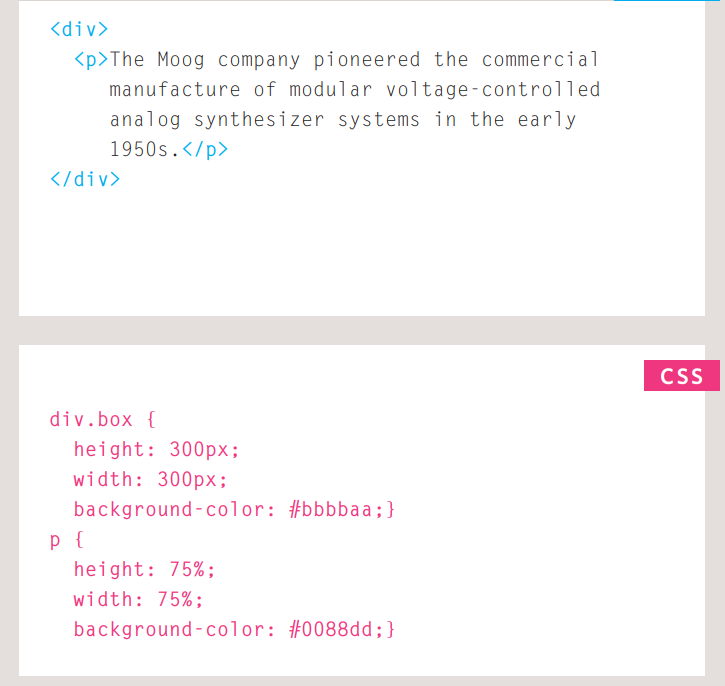 <div>
<p>The Moog company pioneered the commercial
manufacture of modular voltage-controlled
analog synthesizer systems in the early
1950s.</p>
</div>
CSS
div.box {
height: 300px;
width: 300px;
background-color: #bbbbaa;}
p {
height: 75%;
width: 75%;
background-color: #0088dd;}